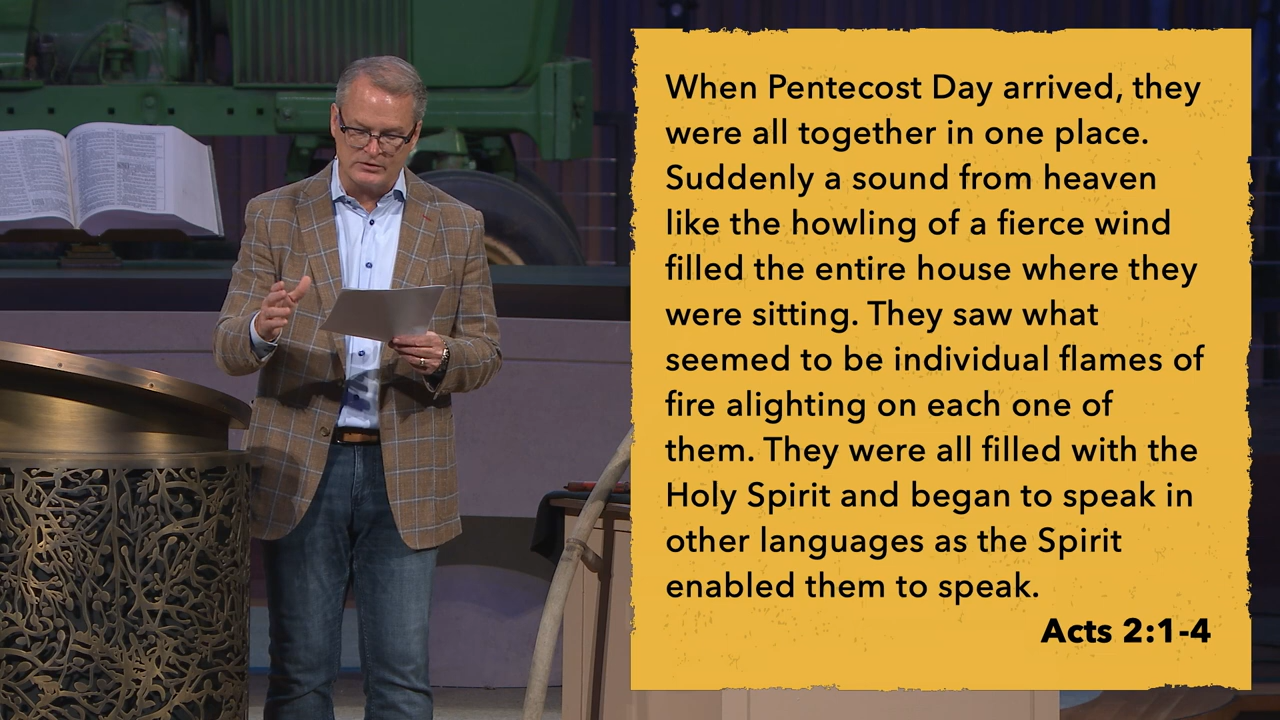 When Pentecost Day arrived, they
were all together in one place.
Suddenly a sound from heaven
like the howling of a fierce wind
filled the entire house where they
were sitting. They saw what
seemed to be individual flames of
fire alighting on each one of
them. They were all filled with the
Holy Spirit and began to speak in
other languages as the Spirit
enabled them to speak.
Acts 2:1-4